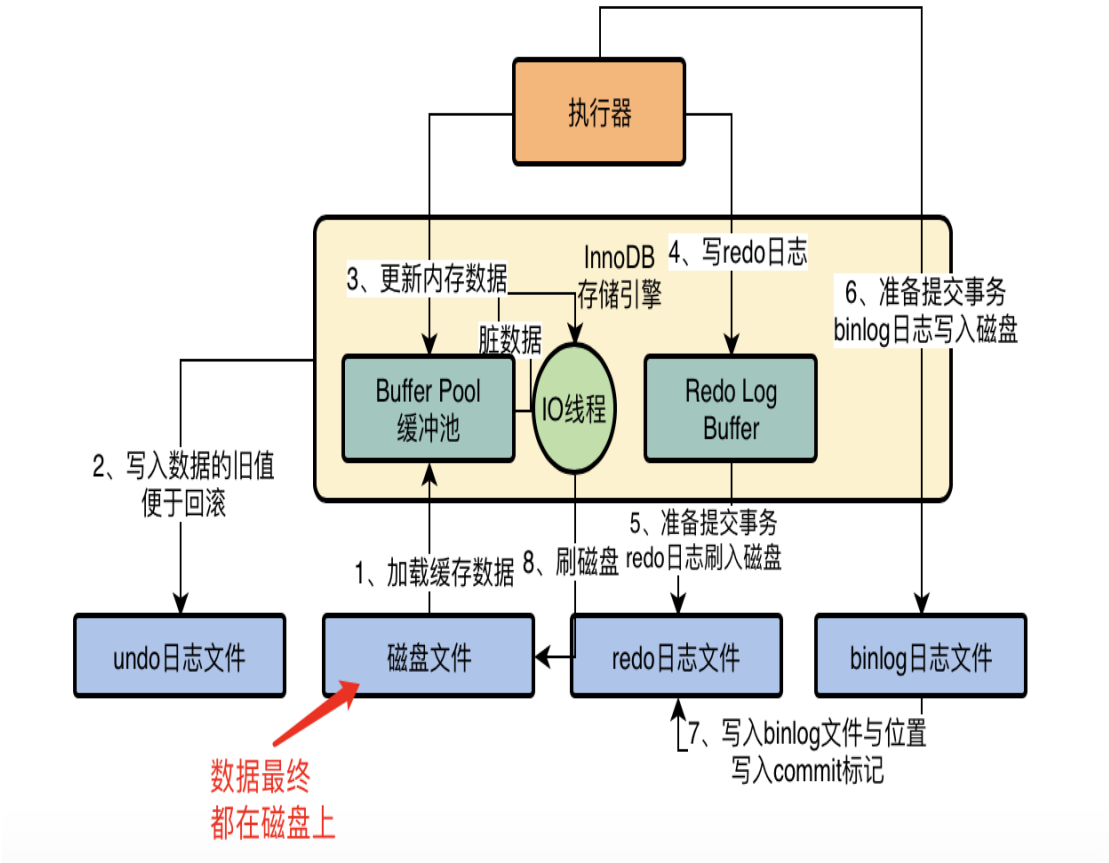 执行器
InnoDB
存储引擎
4、写redo日志
3、更新内存数据
6、准备提交事务
binlog日志写入磁盘
脏数据
Buffer Pool
缓冲池
IO线程
Redo Log
Buffer
2、写入数据的旧值
便于回滚
1、加载缓存数据
8、刷磁盘
5、准备提交事务
redo日志刷入磁盘
undo日志文件
磁盘文件
redo日志文件
binlog日志文件
7、写入binlog文件与位置
写入commit标记
数据最终
都在磁盘上